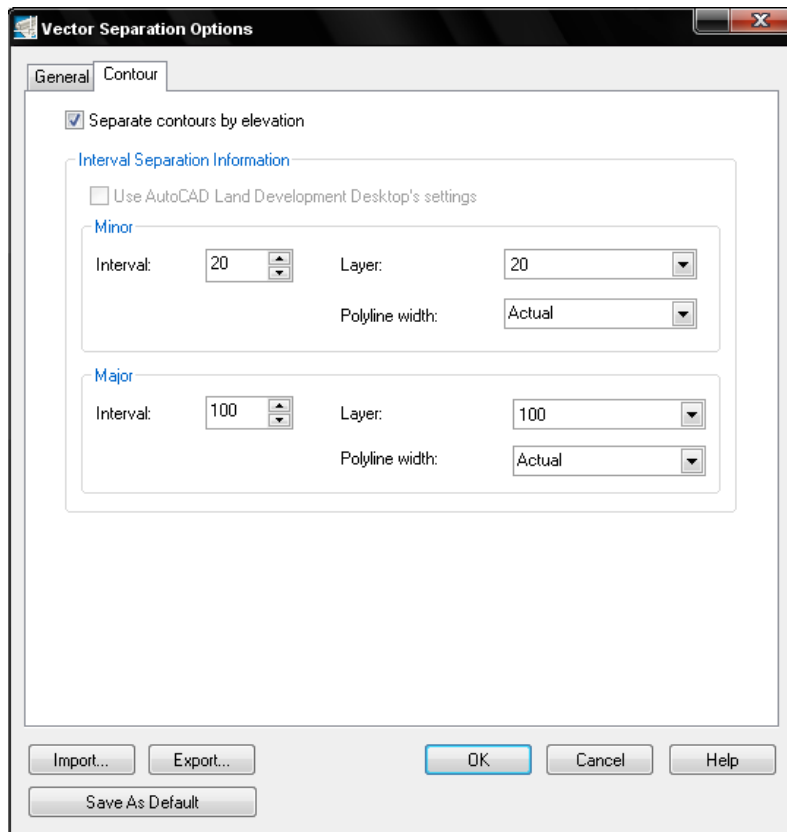 Vector Separation Options
General Contour
Separate contours by elevation
Interval Separation Information
Use AutoCAD Land Development Desktop's settings
Minor
Interval: 20 Layer: 20
Polyline width: Actual
Major
Interval: 100 Layer: 100
Polyline width: Actual
Import... Export... OK Cancel Help
Save As Default